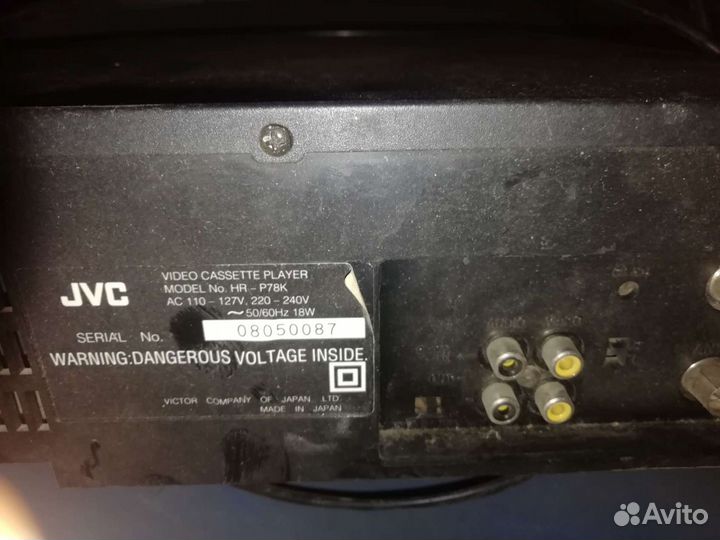 JVC
VIDEO CASSETTE PLAYER
MODEL No. HR - P78K
AC 110 - 127V, 220 - 240V
~ 50/60Hz 18W
SERIAL No. 08050087
WARNING: DANGEROUS VOLTAGE INSIDE.
VICTOR COMPANY OF JAPAN, LTD.
MADE IN JAPAN
Avito